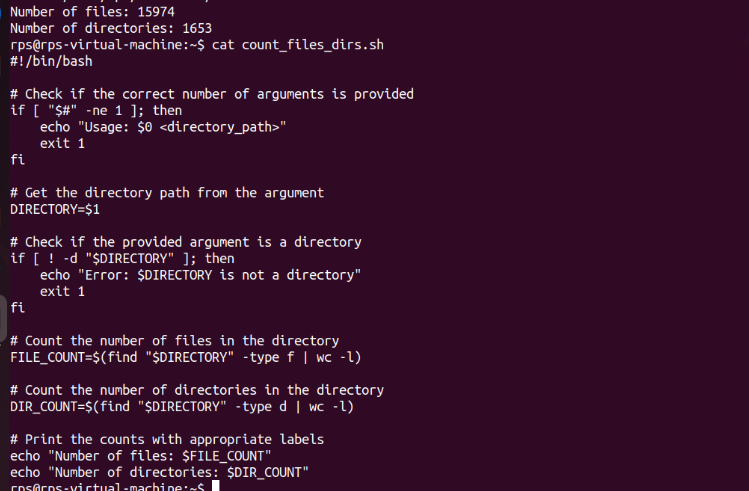 Number of files: 15974
Number of directories: 1653
rps@rps-virtual-machine:~$ cat count_files_dirs.sh
#!/bin/bash

# Check if the correct number of arguments is provided
if [ "$#" -ne 1 ]; then
    echo "Usage: $0 <directory_path>"
    exit 1
fi

# Get the directory path from the argument
DIRECTORY=$1

# Check if the provided argument is a directory
if [ ! -d "$DIRECTORY" ]; then
    echo "Error: $DIRECTORY is not a directory"
    exit 1
fi

# Count the number of files in the directory
FILE_COUNT=$(find "$DIRECTORY" -type f | wc -l)

# Count the number of directories in the directory
DIR_COUNT=$(find "$DIRECTORY" -type d | wc -l)

# Print the counts with appropriate labels
echo "Number of files: $FILE_COUNT"
echo "Number of directories: $DIR_COUNT"
rps@rps-virtual-machine:~$